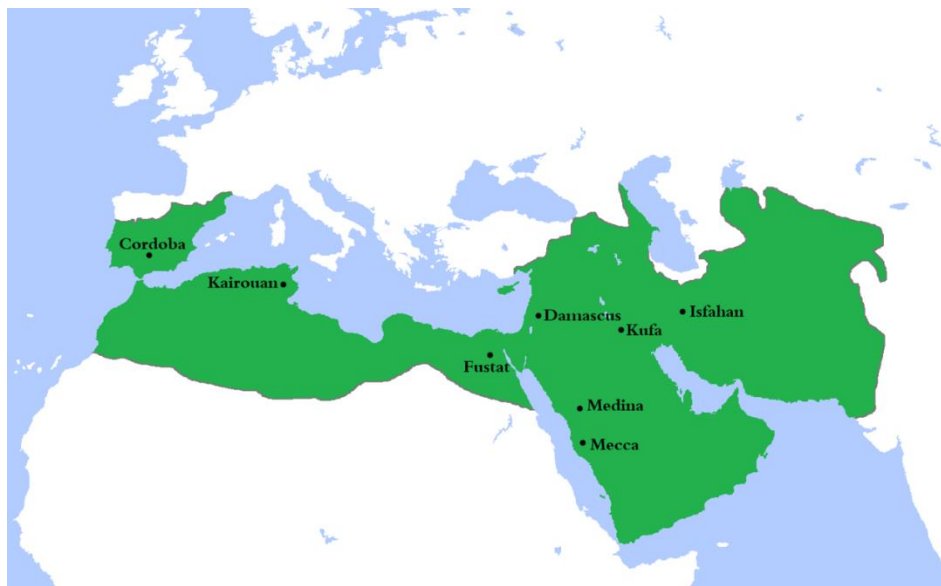 Cordoba
Kairouan
Damascus
Isfahan
Kufa
Fustat
Medina
Mecca